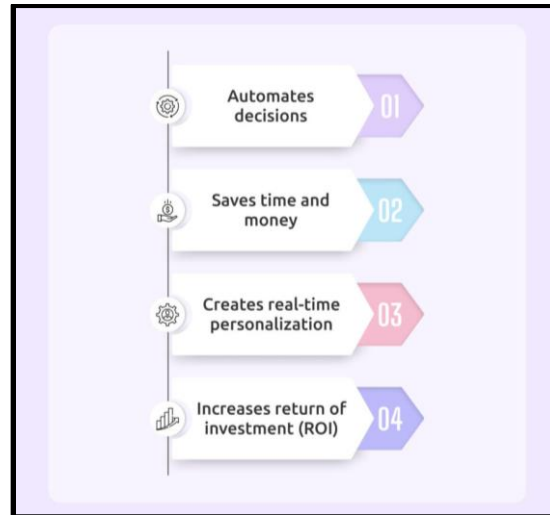 Automates
decisions
01
Saves time and
money
02
Creates real-time
personalization
03
Increases return of
investment (ROI)
04